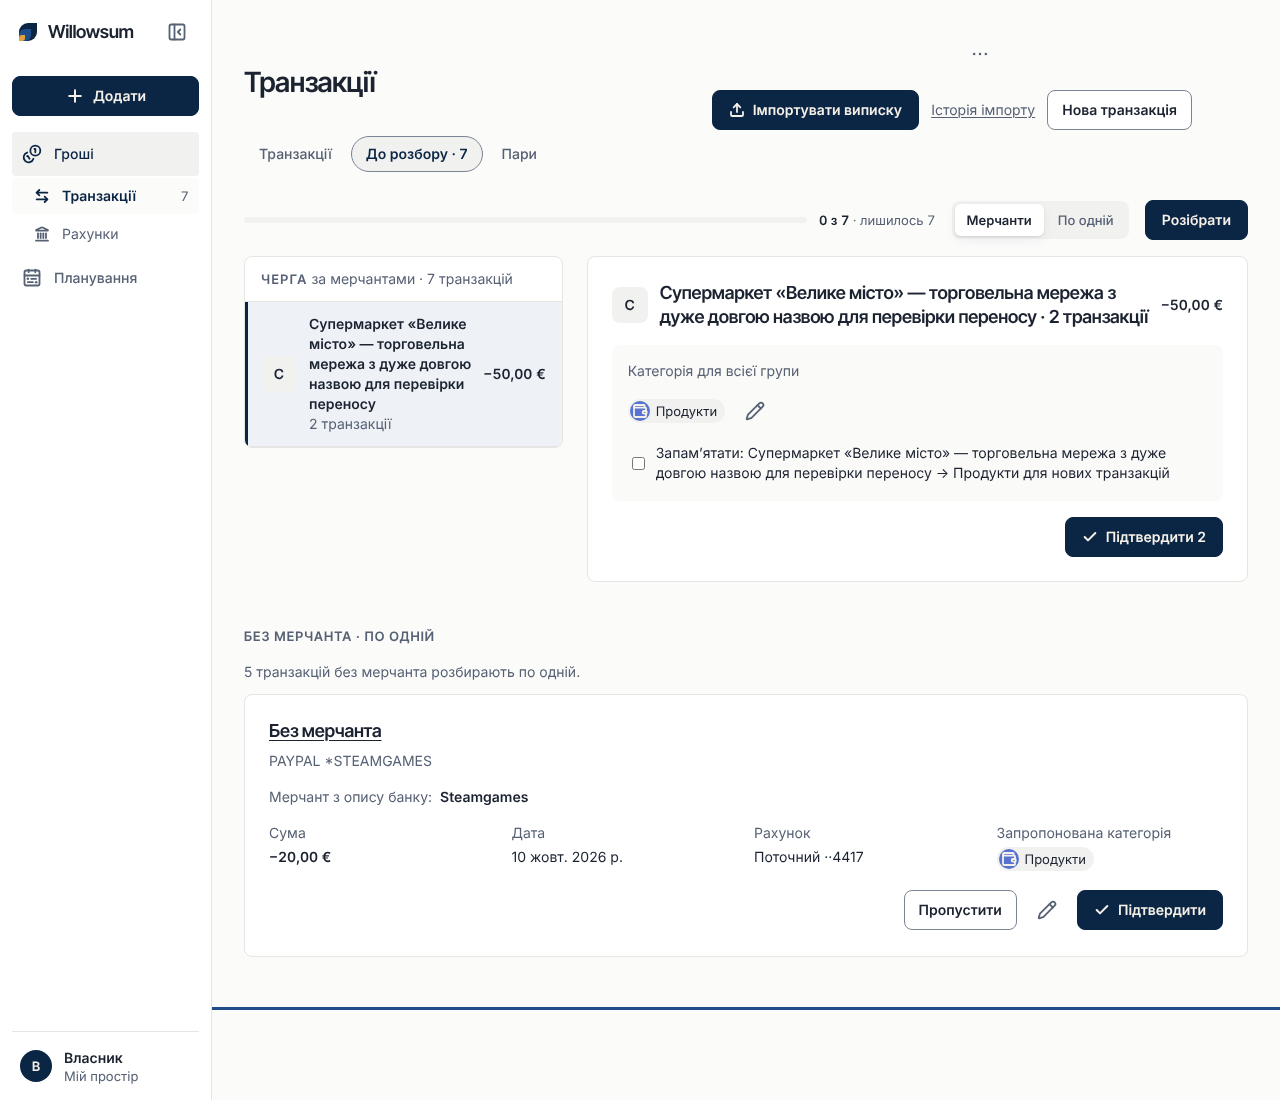 Willowsum
Додати
Гроші
Транзакції 7
Рахунки
Планування
Власник
В
Мій простір
...
Транзакції
Імпортувати виписку
Історія імпорту
Нова транзакція
Транзакції
До розбору · 7
Пари
0 з 7 · лишилось 7
Мерчанти
По одній
Розібрати
ЧЕРГА за мерчантами · 7 транзакцій
С
Супермаркет «Велике
місто» — торговельна
мережа з дуже довгою
назвою для перевірки
переносу
2 транзакції
−50,00 €
С
Супермаркет «Велике місто» — торговельна мережа з
дуже довгою назвою для перевірки переносу · 2 транзакції
−50,00 €
Категорія для всієї групи
Продукти
Запам’ятати: Супермаркет «Велике місто» — торговельна мережа з дуже
довгою назвою для перевірки переносу → Продукти для нових транзакцій
Підтвердити 2
БЕЗ МЕРЧАНТА · ПО ОДНІЙ
5 транзакцій без мерчанта розбирають по одній.
Без мерчанта
PAYPAL *STEAMGAMES
Мерчант з опису банку: Steamgames
Сума
−20,00 €
Дата
10 жовт. 2026 р.
Рахунок
Поточний ··4417
Запропонована категорія
Продукти
Пропустити
Підтвердити